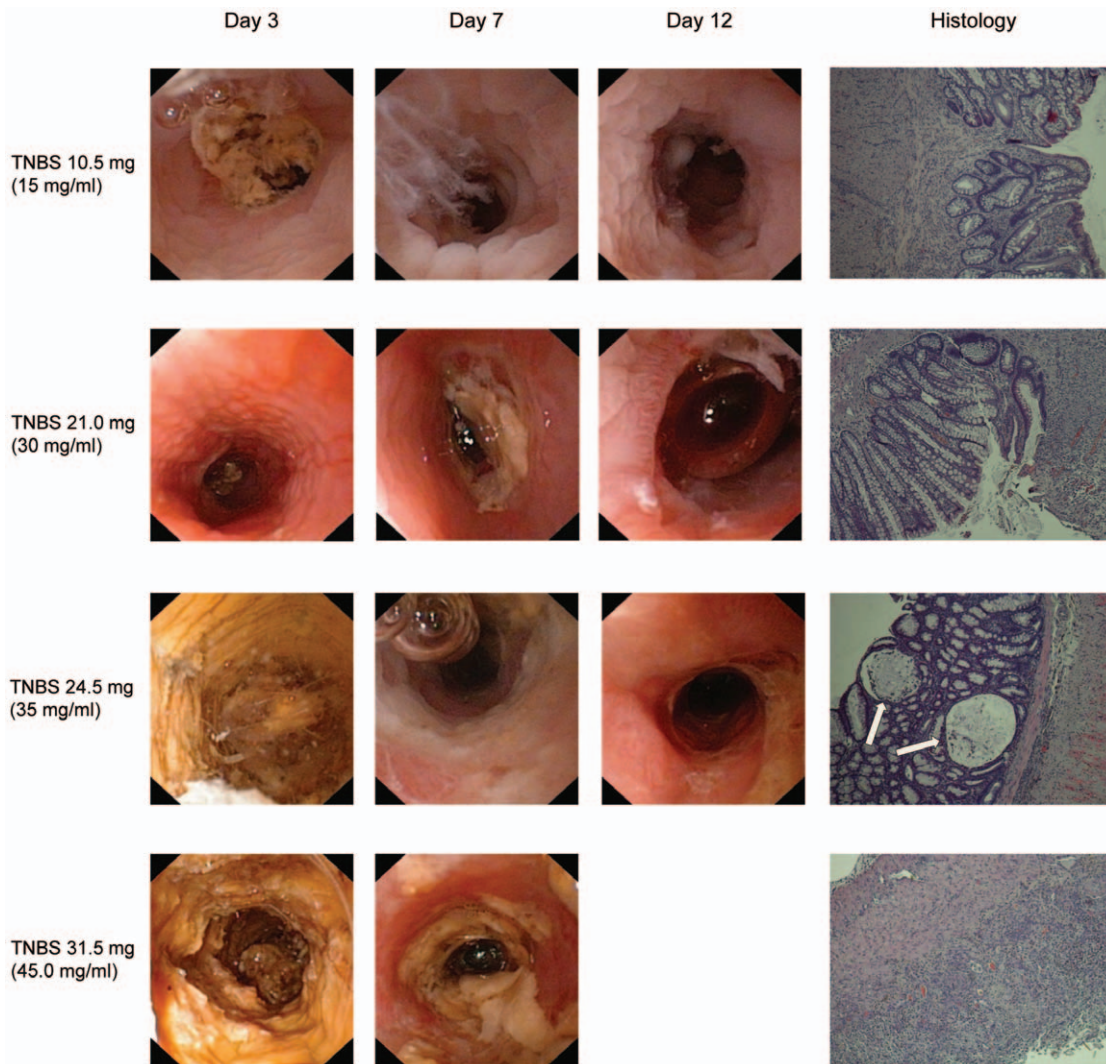 Day 3
Day 7
Day 12
Histology
TNBS 10.5 mg
(15 mg/ml)
TNBS 21.0 mg
(30 mg/ml)
TNBS 24.5 mg
(35 mg/ml)
TNBS 31.5 mg
(45.0 mg/ml)